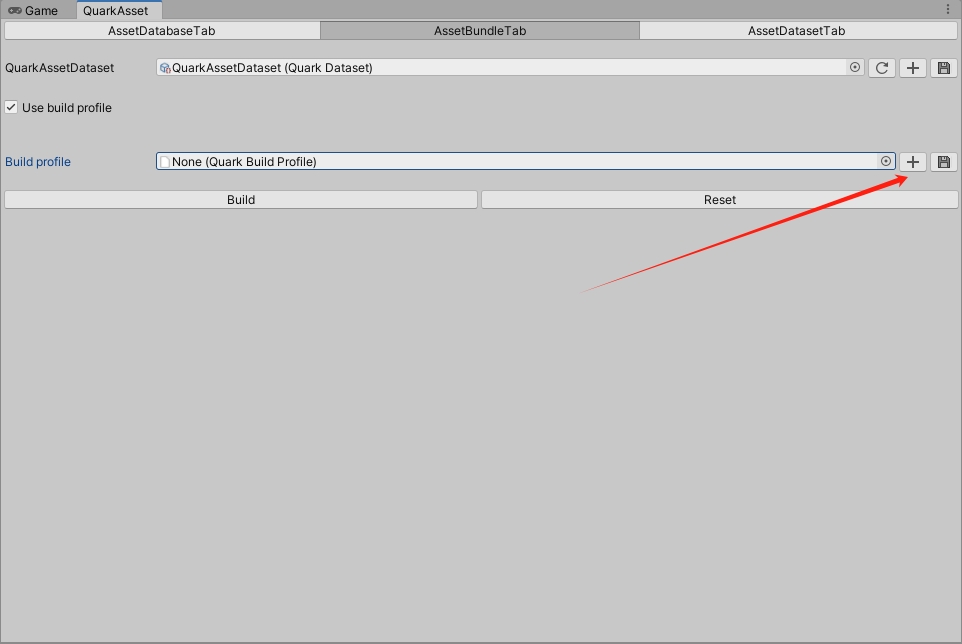 Game QuarkAsset
AssetDatabaseTab AssetBundleTab AssetDatasetTab
QuarkAssetDataset QuarkAssetDataset (Quark Dataset)
Use build profile
Build profile None (Quark Build Profile)
Build Reset